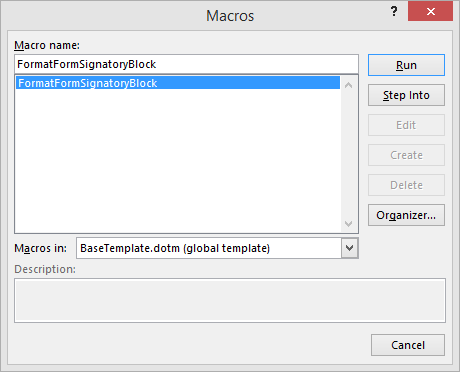 Macros
?
Macro name:
FormatFormSignatoryBlock
Run
FormatFormSignatoryBlock
Step Into
Edit
Create
Delete
Organizer...
Macros in: BaseTemplate.dotm (global template)
Description:
Cancel